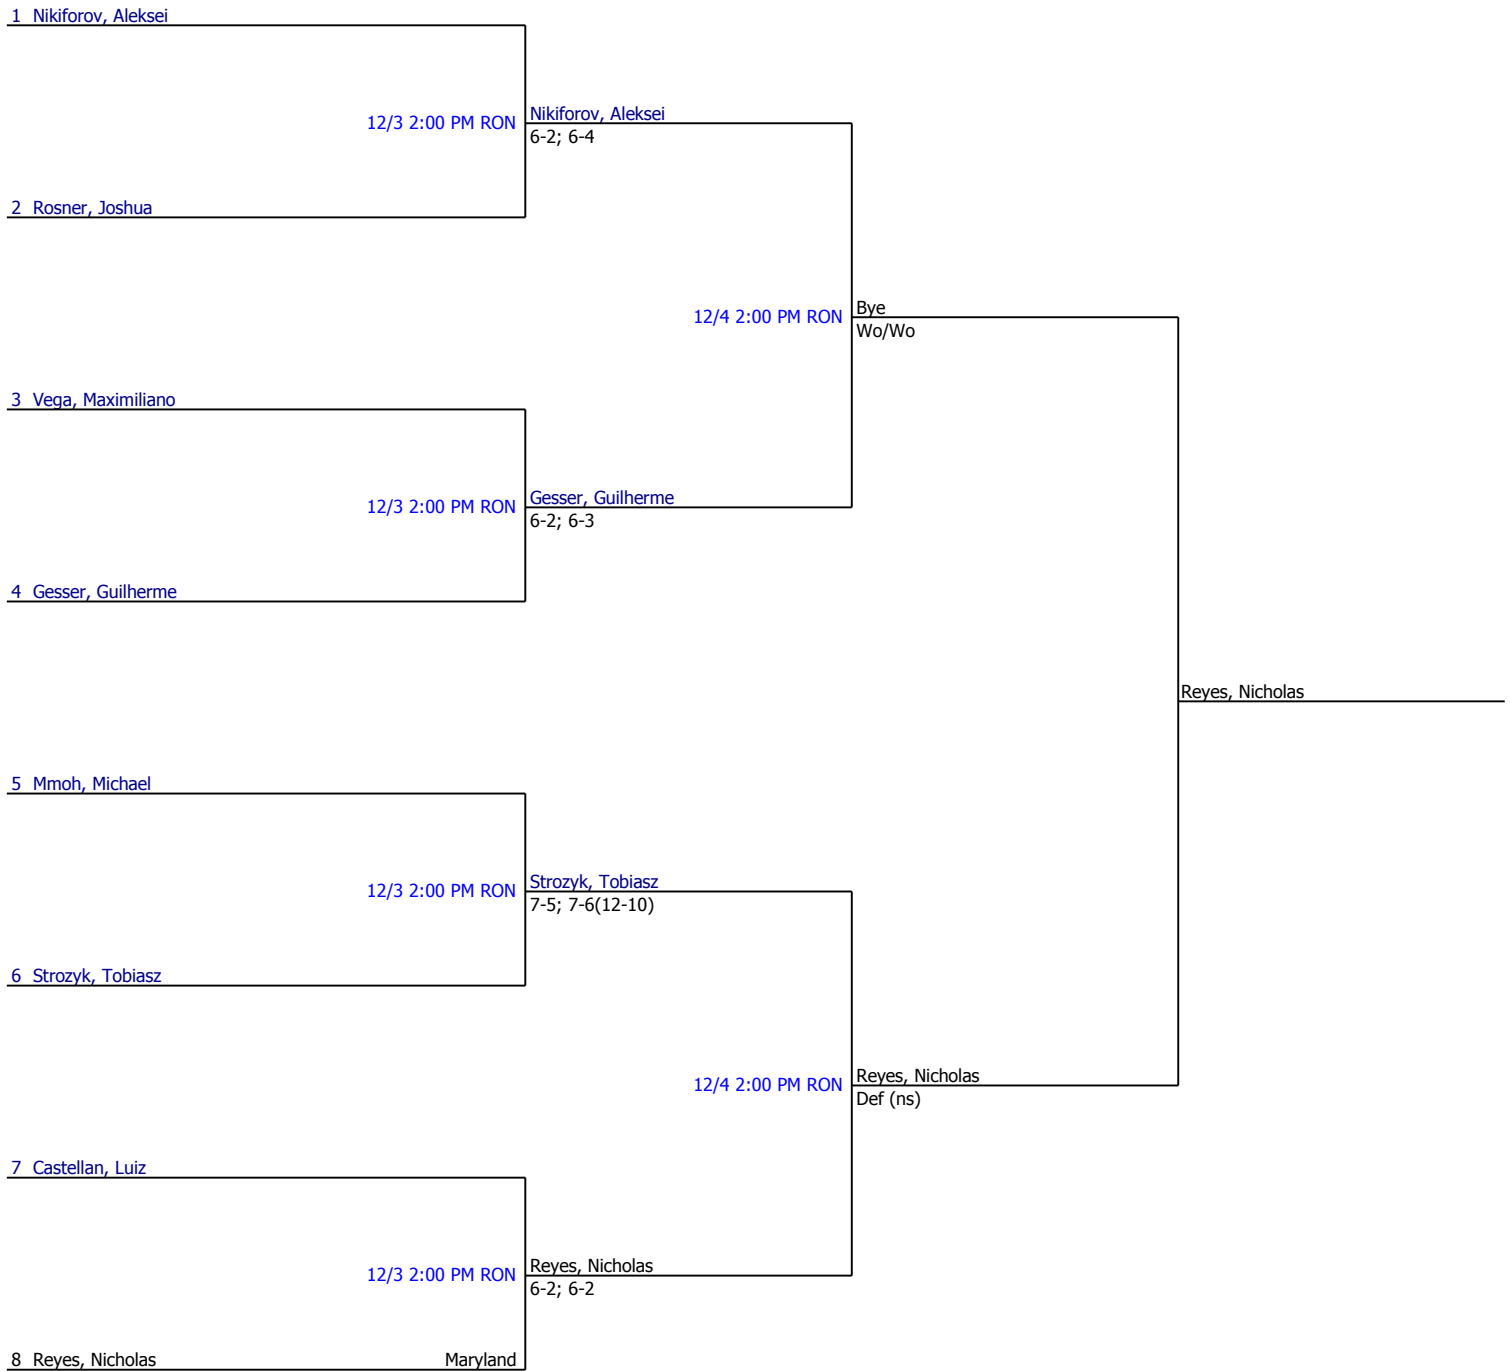 1 Nikiforov, Aleksei
12/3 2:00 PM RON
Nikiforov, Aleksei
6-2; 6-4
2 Rosner, Joshua
12/4 2:00 PM RON
Bye
Wo/Wo
3 Vega, Maximiliano
12/3 2:00 PM RON
Gesser, Guilherme
6-2; 6-3
4 Gesser, Guilherme
Reyes, Nicholas
5 Mmoh, Michael
12/3 2:00 PM RON
Strozyk, Tobiasz
7-5; 7-6(12-10)
6 Strozyk, Tobiasz
12/4 2:00 PM RON
Reyes, Nicholas
Def (ns)
7 Castellan, Luiz
12/3 2:00 PM RON
Reyes, Nicholas
6-2; 6-2
8 Reyes, Nicholas Maryland